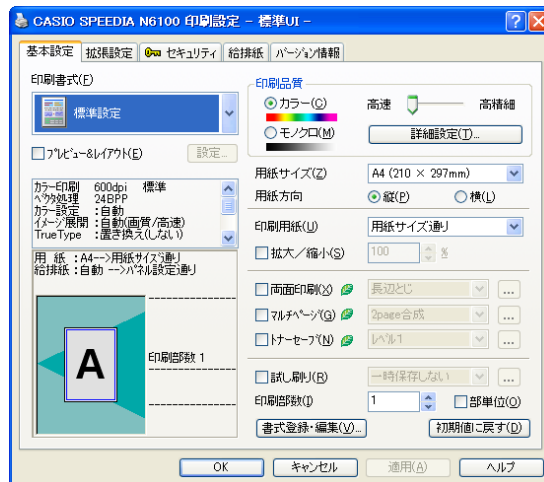 CASIO SPEEDIA N6100 印刷設定 - 標準UI -
基本設定 拡張設定 セキュリティ 給排紙 バージョン情報
印刷書式(F)
標準設定
プレビュー&レイアウト(E) 設定...
カラー印刷 600dpi 標準
ベクタ処理 24BPP
カラー設定 :自動
イメージ展開 :自動(画質/高速)
TrueType :置き換え(しない)
用 紙 :A4-->用紙サイズ通り
給排紙 :自動 -->パネル設定通り
A
印刷部数 1
印刷品質
カラー(C) 高速 高精細
モノクロ(M) 詳細設定(T)...
用紙サイズ(Z) A4 (210 × 297mm)
用紙方向 縦(P) 横(L)
印刷用紙(U) 用紙サイズ通り
拡大/縮小(S) 100 %
両面印刷(X) 長辺とじ ...
マルチページ(G) 2page合成 ...
トナーセーブ(N) レベル1 ...
試し刷り(R) 一時保存しない ...
印刷部数(I) 1 部単位(O)
書式登録・編集(V)... 初期値に戻す(D)
OK キャンセル 適用(A) ヘルプ